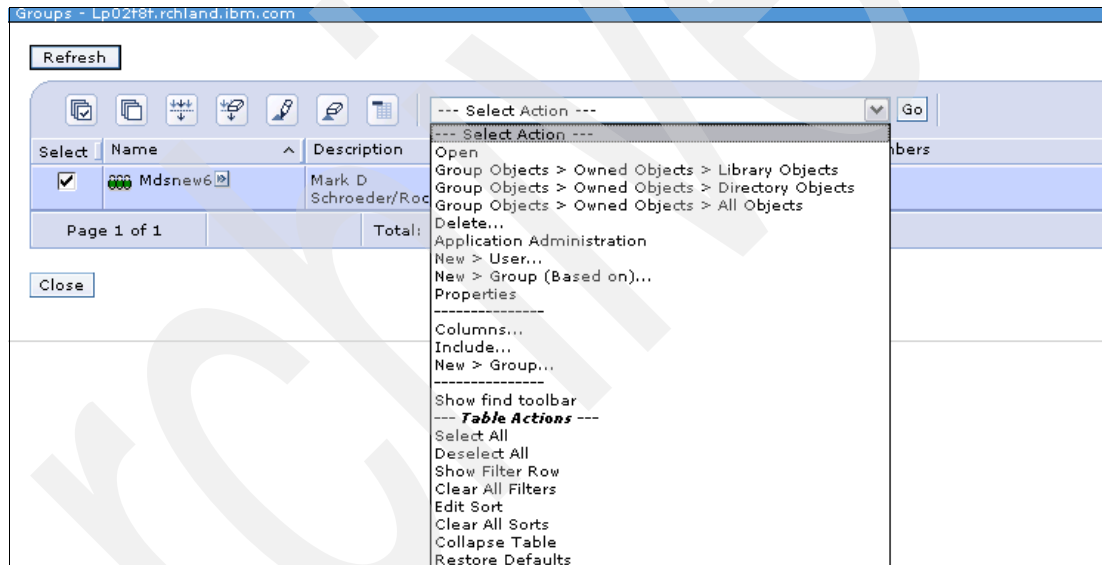 Groups - Lp02f8f.rchland.ibm.com
Refresh
--- Select Action ---
Go
Select Name Description
Mdsnew6 Mark D
Schroeder/Roc
Page 1 of 1 Total:
Close
--- Select Action ---
Open
Group Objects > Owned Objects > Library Objects
Group Objects > Owned Objects > Directory Objects
Group Objects > Owned Objects > All Objects
Delete...
Application Administration
New > User...
New > Group (Based on)...
Properties
---------------
Columns...
Include...
New > Group...
---------------
Show find toolbar
--- Table Actions ---
Select All
Deselect All
Show Filter Row
Clear All Filters
Edit Sort
Clear All Sorts
Collapse Table
Restore Defaults